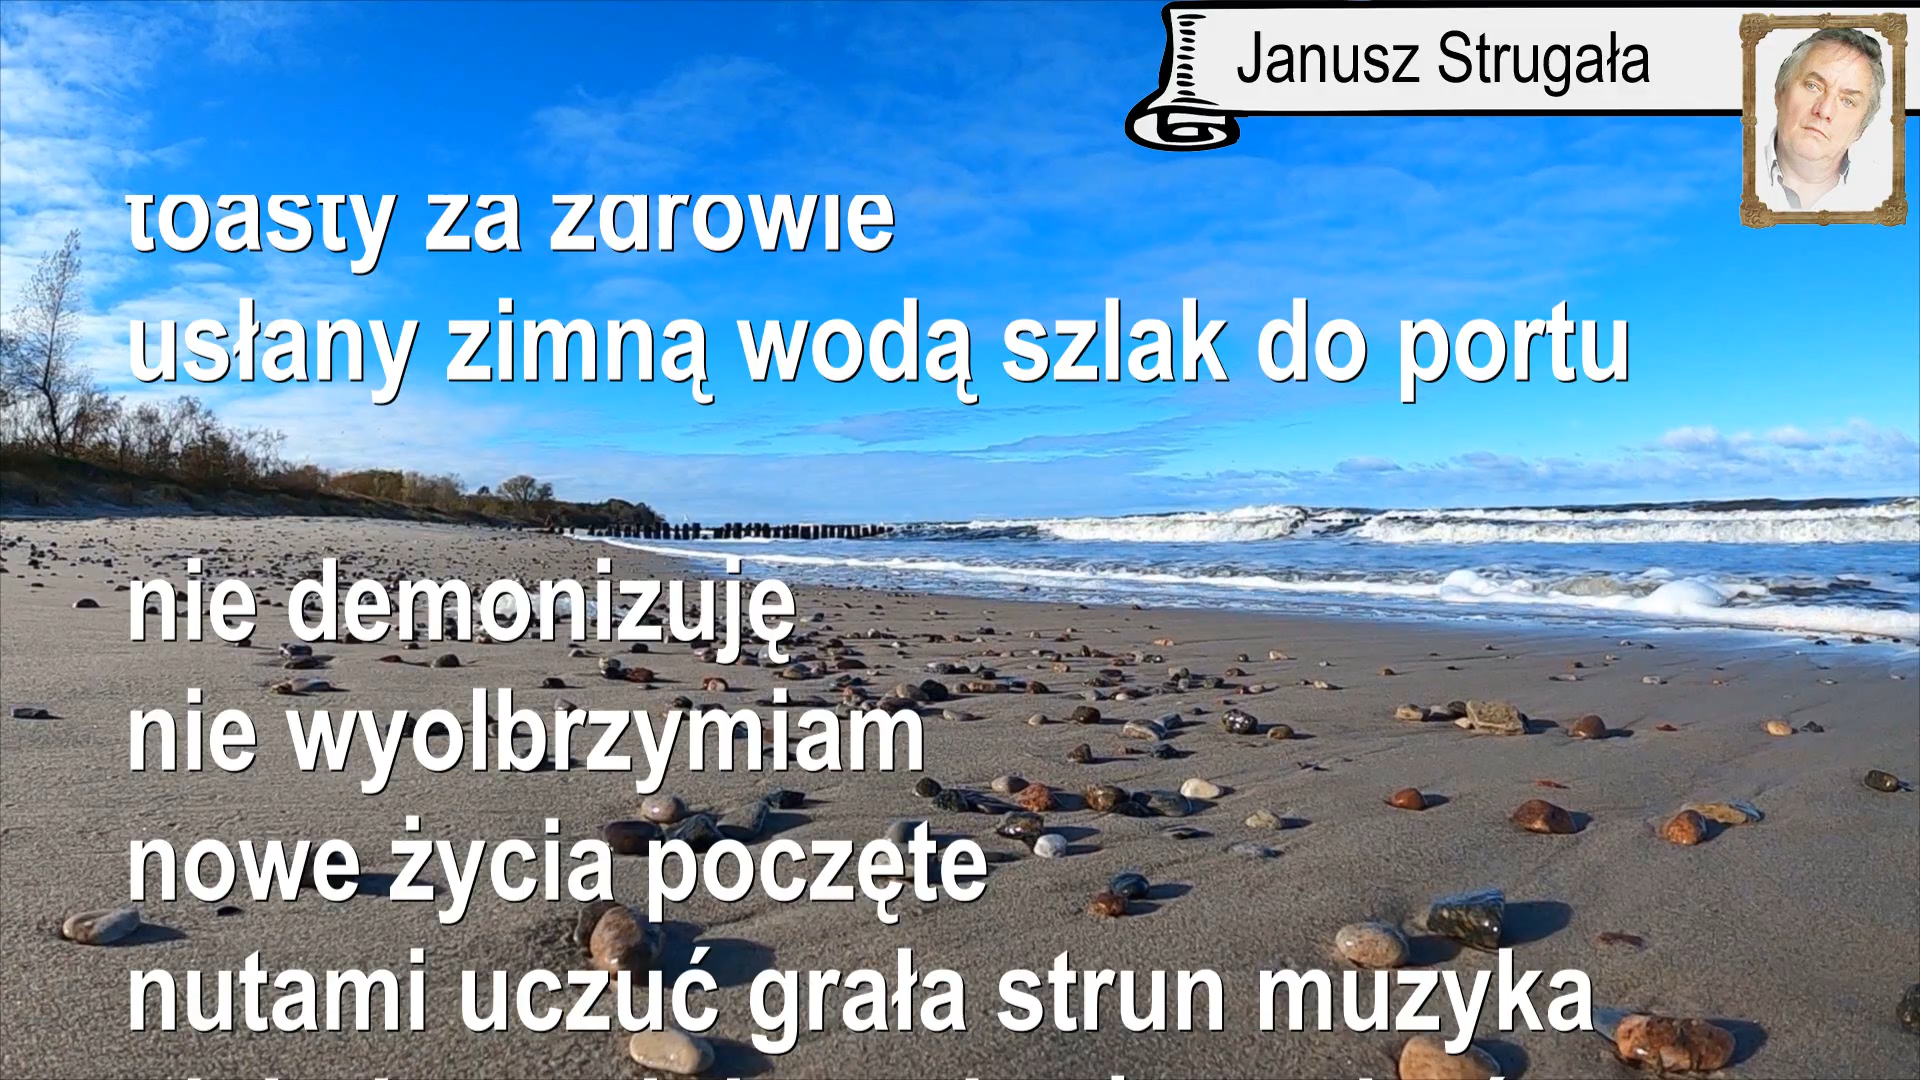 Janusz Strugała
toasty za zdrowie
usłany zimną wodą szlak do portu
nie demonizuję
nie wyolbrzymiam
nowe życia poczęte
nutami uczuć grała strun muzyka